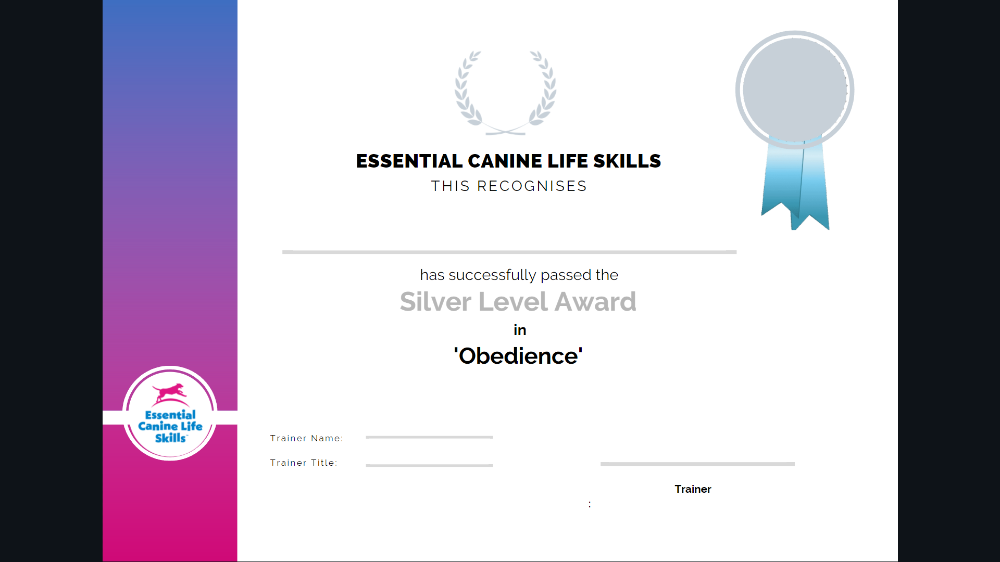 ESSENTIAL CANINE LIFE SKILLS
THIS RECOGNISES
has successfully passed the
Silver Level Award
in
'Obedience'
Essential
Canine Life
Skills™
Trainer Name:
Trainer Title:
Trainer
: